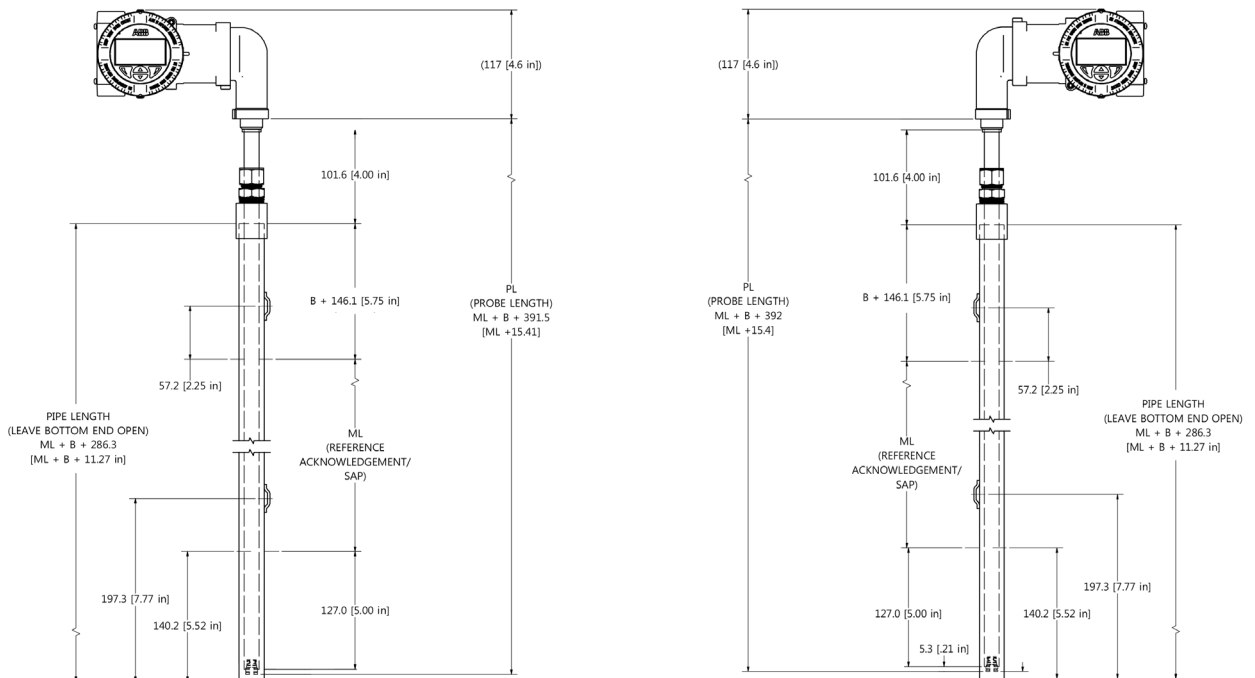 ABB
(117 [4.6 in])
101.6 [4.00 in]
B + 146.1 [5.75 in]
PL
(PROBE LENGTH)
ML + B + 391.5
[ML +15.41]
57.2 [2.25 in]
PIPE LENGTH
(LEAVE BOTTOM END OPEN)
ML + B + 286.3
[ML + B + 11.27 in]
ML
(REFERENCE
ACKNOWLEDGEMENT/
SAP)
197.3 [7.77 in]
127.0 [5.00 in]
140.2 [5.52 in]
ABB
(117 [4.6 in])
101.6 [4.00 in]
PL
(PROBE LENGTH)
ML + B + 392
[ML +15.4]
B + 146.1 [5.75 in]
57.2 [2.25 in]
PIPE LENGTH
(LEAVE BOTTOM END OPEN)
ML + B + 286.3
[ML + B + 11.27 in]
ML
(REFERENCE
ACKNOWLEDGEMENT/
SAP)
197.3 [7.77 in]
127.0 [5.00 in]
140.2 [5.52 in]
5.3 [.21 in]